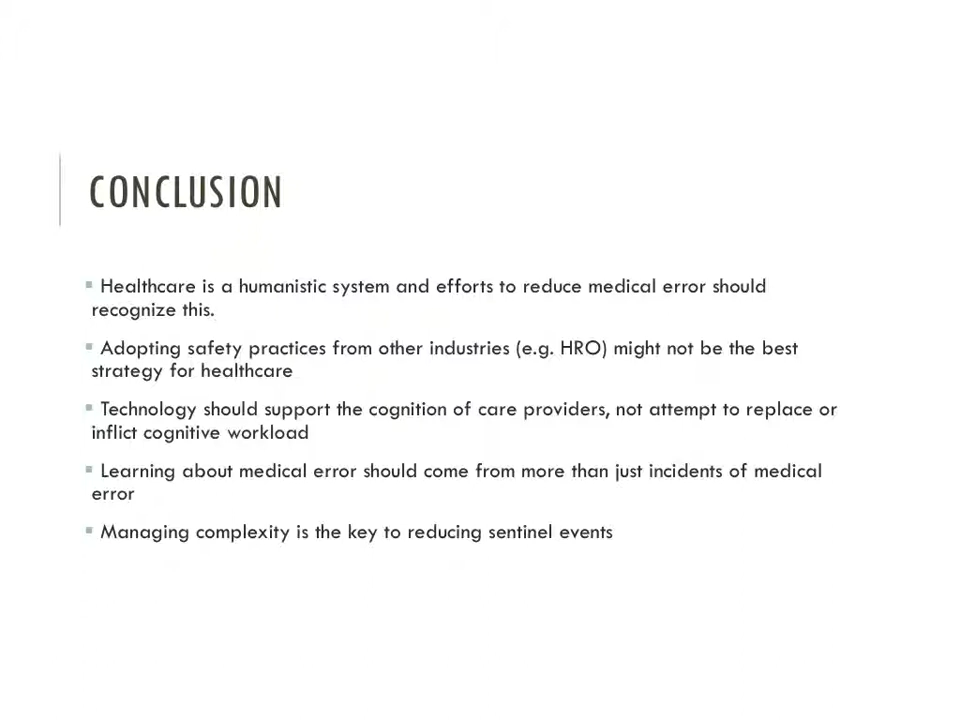 CONCLUSION
▪ Healthcare is a humanistic system and efforts to reduce medical error should
recognize this.
▪ Adopting safety practices from other industries (e.g. HRO) might not be the best
strategy for healthcare
▪ Technology should support the cognition of care providers, not attempt to replace or
inflict cognitive workload
▪ Learning about medical error should come from more than just incidents of medical
error
▪ Managing complexity is the key to reducing sentinel events